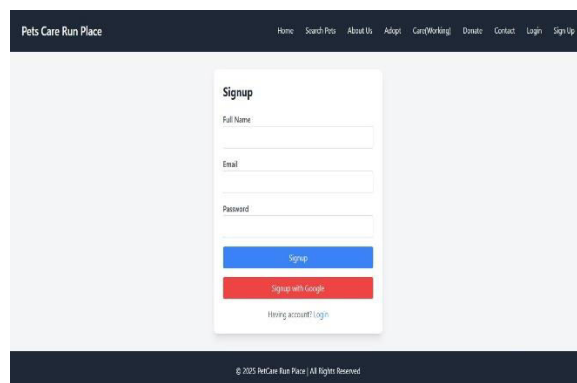 Pets Care Run Place
Home Search Pets About Us Adopt Care(Working) Donate Contact Login Sign Up
Signup
Full Name
Email
Password
Signup
Signup with Google
Having account? Login
© 2025 PetCare Run Place | All Rights Reserved